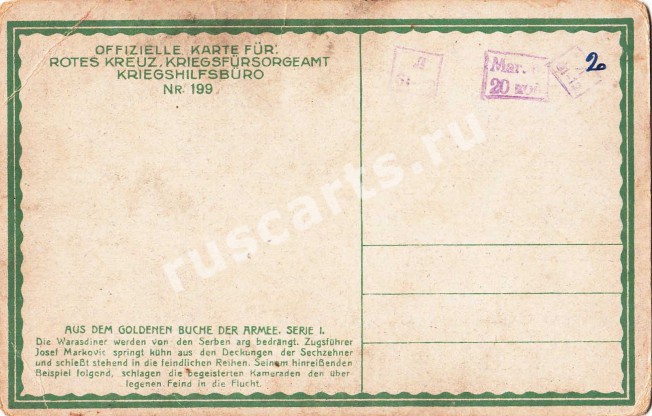 OFFIZIELLE KARTE FÜR:
ROTES KREUZ, KRIEGSFÜRSORGEAMT
KRIEGSHILFSBÜRO
NR. 199.
Mar.
20
2
ruscarts.ru
AUS DEM GOLDENEN BUCHE DER ARMEE. SERIE I.
Die Warasdiner werden von den Serben arg bedrängt. Zugsführer
Josef Markovic springt kühn aus den Deckungen der Sechzehner
und schießt stehend in die feindlichen Reihen. Seinem hinreißenden
Beispiel folgend, schlagen die begeisterten Kameraden den über-
legenen Feind in die Flucht.